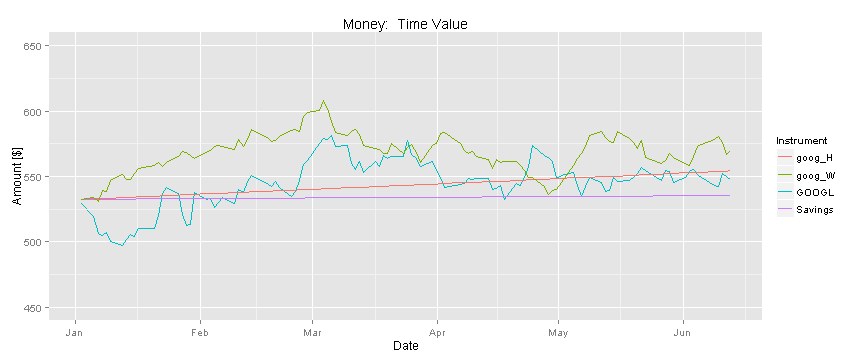 Money:  Time Value
Amount [$]
650
600
550
500
450
Jan Feb Mar Apr May Jun
Date
Instrument
goog_H
goog_W
GOOGL
Savings